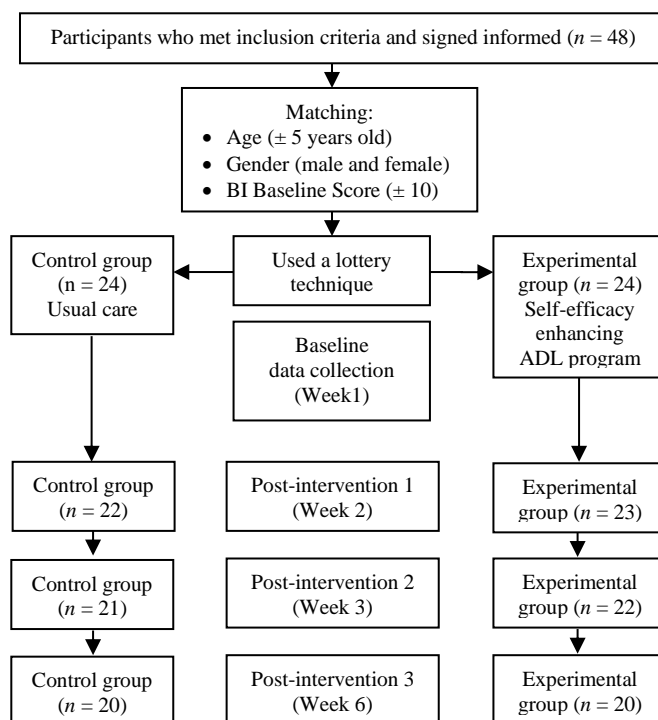 Participants who met inclusion criteria and signed informed (n = 48)
Matching:
• Age (± 5 years old)
• Gender (male and female)
• BI Baseline Score (± 10)
Control group
(n = 24)
Usual care
Used a lottery
technique
Experimental
group (n = 24)
Self-efficacy
enhancing
ADL program
Baseline
data collection
(Week1)
Control group
(n = 22)
Post-intervention 1
(Week 2)
Experimental
group (n = 23)
Control group
(n = 21)
Post-intervention 2
(Week 3)
Experimental
group (n = 22)
Control group
(n = 20)
Post-intervention 3
(Week 6)
Experimental
group (n = 20)